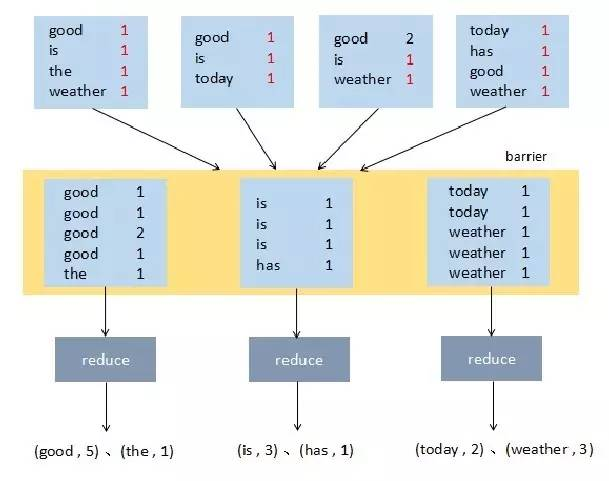 good 1
is 1
the 1
weather 1
good 1
is 1
today 1
good 2
is 1
weather 1
today 1
has 1
good 1
weather 1
barrier
good 1
good 1
good 2
good 1
the 1
is 1
is 1
is 1
has 1
today 1
today 1
weather 1
weather 1
weather 1
reduce
reduce
reduce
(good , 5) 、 (the , 1)
(is , 3) 、 (has , 1)
(today , 2) 、 (weather , 3)